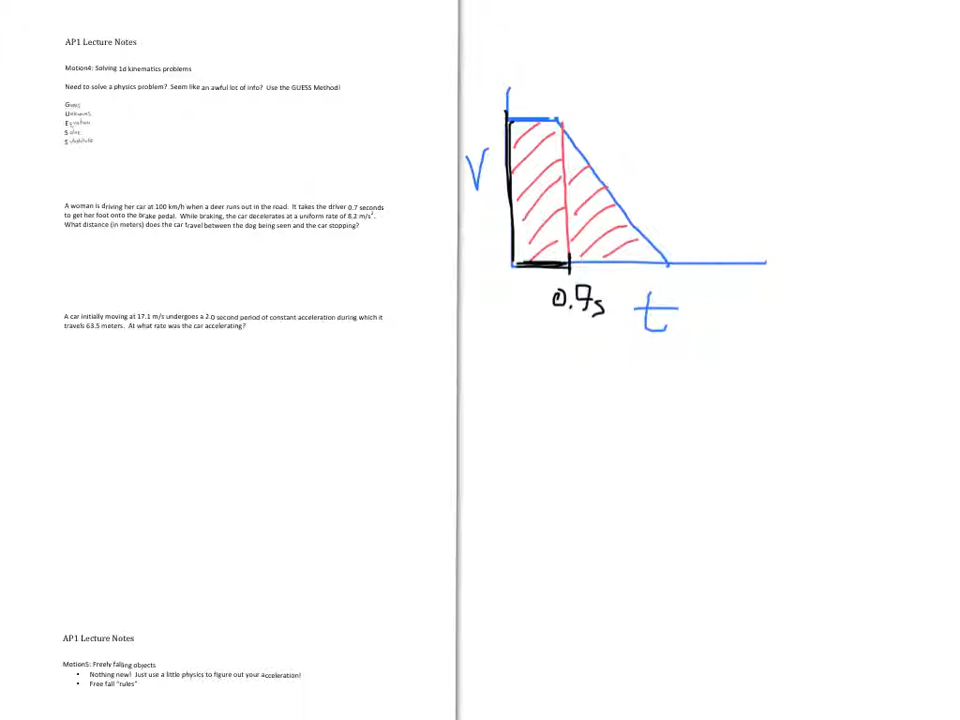 AP1 Lecture Notes
Motion4: Solving 1d kinematics problems
Need to solve a physics problem? Seem like an awful lot of info? Use the GUESS Method!
Givens
Unknowns
Equation
Solve
Substitute
A woman is driving her car at 100 km/h when a deer runs out in the road. It takes the driver 0.7 seconds
to get her foot onto the brake pedal. While braking, the car decelerates at a uniform rate of 8.2 m/s².
What distance (in meters) does the car travel between the dog being seen and the car stopping?
A car initially moving at 17.1 m/s undergoes a 2.0 second period of constant acceleration during which it
travels 63.5 meters. At what rate was the car accelerating?
AP1 Lecture Notes
Motion5: Freely falling objects
• Nothing new! Just use a little physics to figure out your acceleration!
• Free fall “rules”
V
0.7s
t